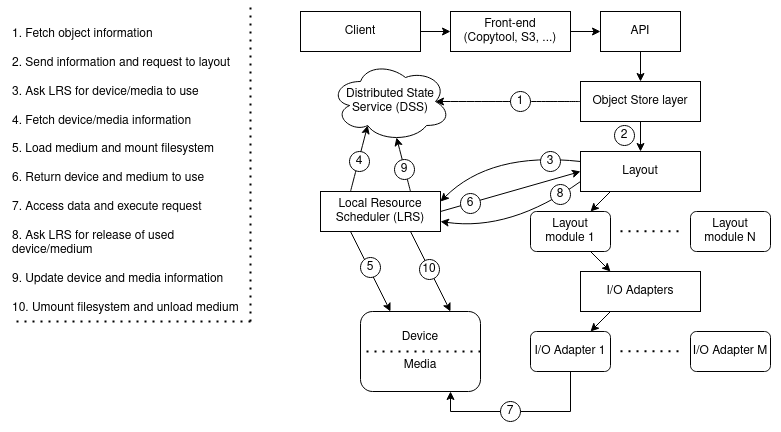 1. Fetch object information
2. Send information and request to layout
3. Ask LRS for device/media to use
4. Fetch device/media information
5. Load medium and mount filesystem
6. Return device and medium to use
7. Access data and execute request
8. Ask LRS for release of used
device/medium
9. Update device and media information
10. Umount filesystem and unload medium
Client
Front-end
(Copytool, S3, ...)
API
Distributed State
Service (DSS)
1
Object Store layer
2
4
9
3
Layout
6
8
Local Resource
Scheduler (LRS)
Layout
module 1
Layout
module N
5
10
I/O Adapters
Device
Media
I/O Adapter 1
I/O Adapter M
7